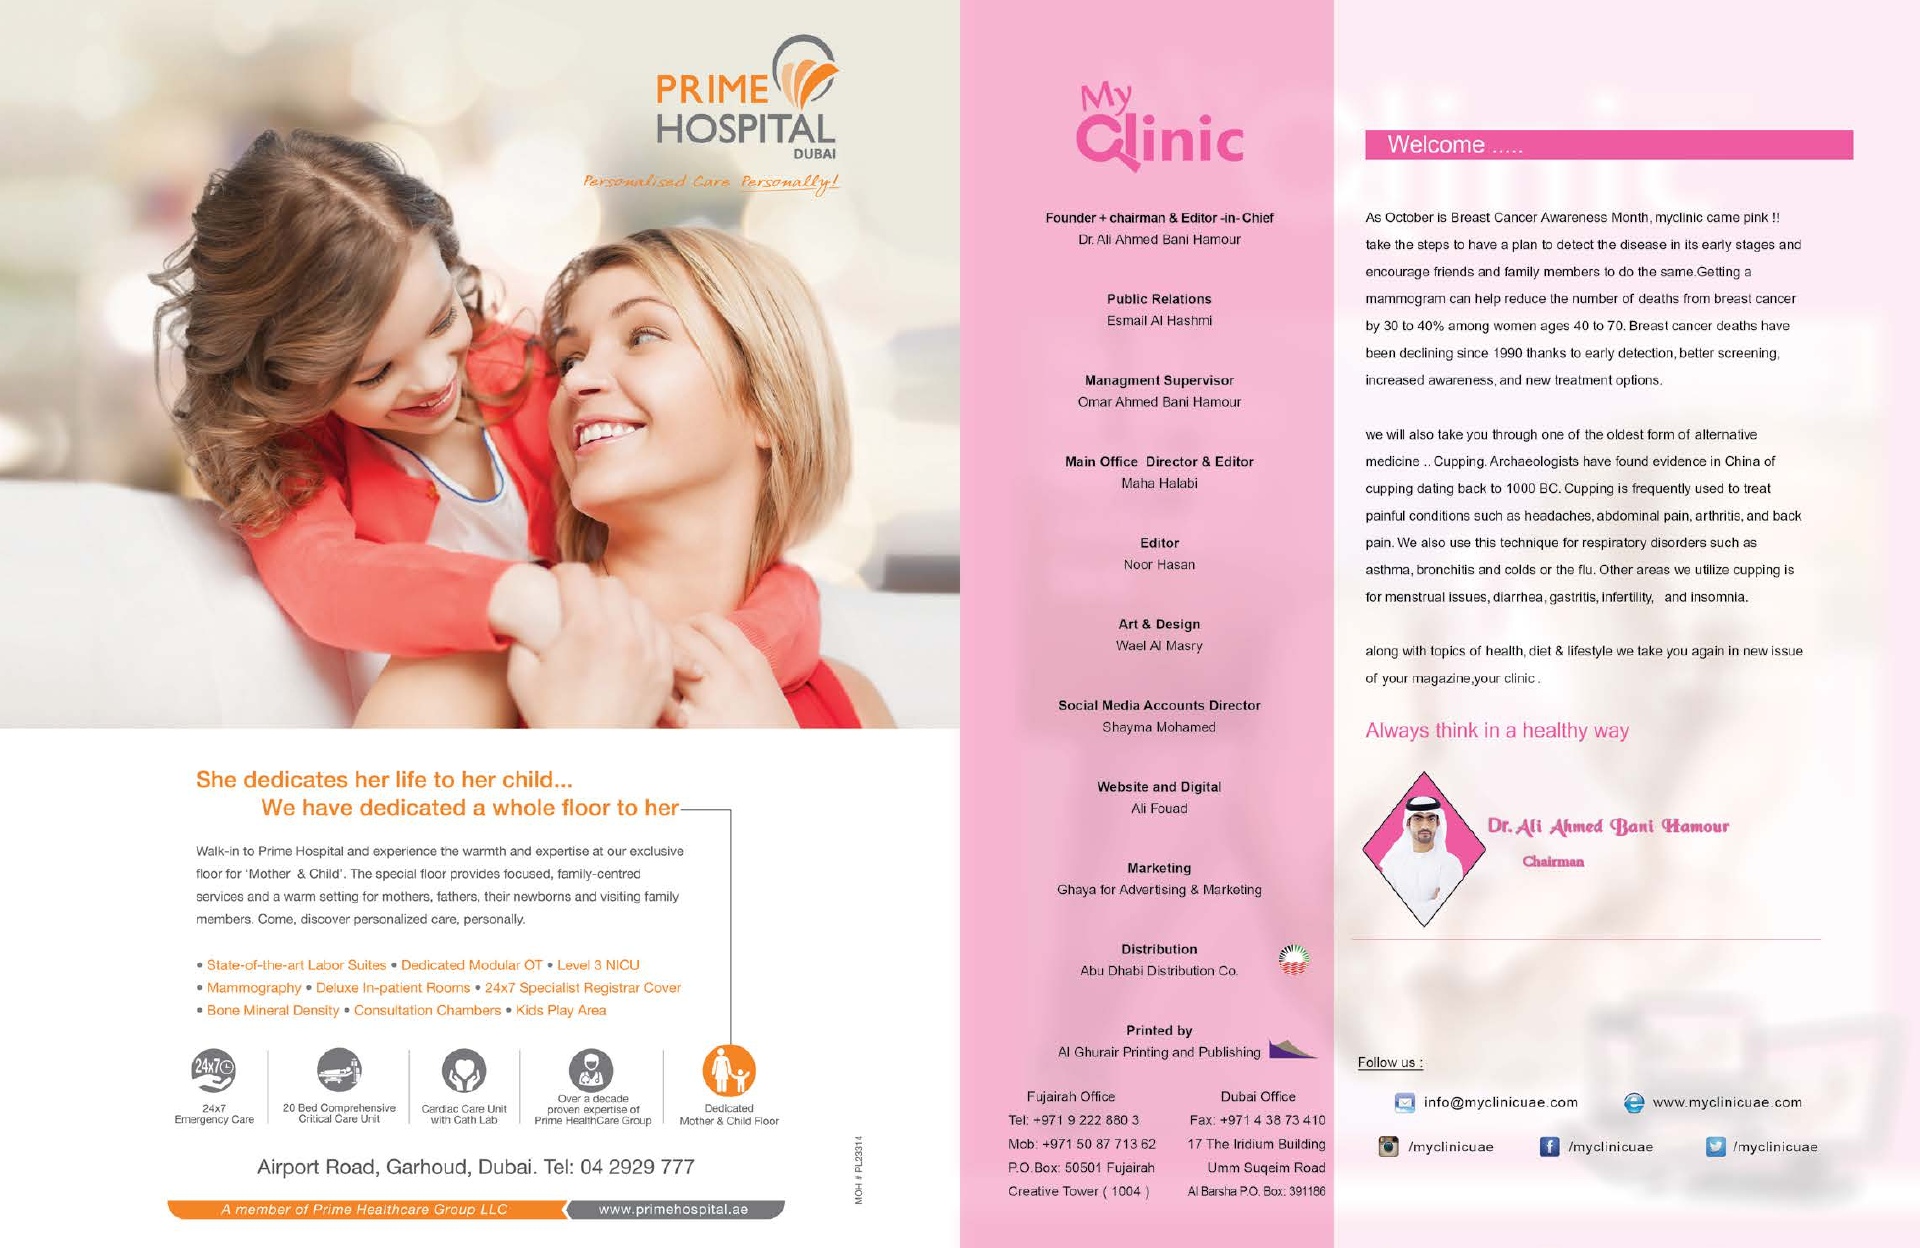 PRIME
HOSPITAL
DUBAI
Personalised Care Personally!
She dedicates her life to her child...
We have dedicated a whole floor to her
Walk-in to Prime Hospital and experience the warmth and expertise at our exclusive
floor for 'Mother & Child'. The special floor provides focused, family-centred
services and a warm setting for mothers, fathers, their newborns and visiting family
members. Come, discover personalized care, personally.
• State-of-the-art Labor Suites • Dedicated Modular OT • Level 3 NICU
• Mammography • Deluxe In-patient Rooms • 24x7 Specialist Registrar Cover
• Bone Mineral Density • Consultation Chambers • Kids Play Area
24x7
24x7
Emergency Care
20 Bed Comprehensive
Critical Care Unit
Cardiac Care Unit
with Cath Lab
Over a decade
proven expertise of
Prime HealthCare Group
Dedicated
Mother & Child Floor
Airport Road, Garhoud, Dubai. Tel: 04 2929 777
A member of Prime Healthcare Group LLC
www.primehospital.ae
MOH # PL23314
My
Clinic
Founder + chairman & Editor -in- Chief
Dr. Ali Ahmed Bani Hamour
Public Relations
Esmail Al Hashmi
Managment Supervisor
Omar Ahmed Bani Hamour
Main Office Director & Editor
Maha Halabi
Editor
Noor Hasan
Art & Design
Wael Al Masry
Social Media Accounts Director
Shayma Mohamed
Website and Digital
Ali Fouad
Marketing
Ghaya for Advertising & Marketing
Distribution
Abu Dhabi Distribution Co.
Printed by
Al Ghurair Printing and Publishing
Fujairah Office
Tel: +971 9 222 880 3
Mob: +971 50 87 713 62
P.O.Box: 50501 Fujairah
Creative Tower ( 1004 )
Dubai Office
Fax: +971 4 38 73 410
17 The Iridium Building
Umm Suqeim Road
Al Barsha P.O. Box: 391186
Welcome .....
As October is Breast Cancer Awareness Month, myclinic came pink !!
take the steps to have a plan to detect the disease in its early stages and
encourage friends and family members to do the same.Getting a
mammogram can help reduce the number of deaths from breast cancer
by 30 to 40% among women ages 40 to 70. Breast cancer deaths have
been declining since 1990 thanks to early detection, better screening,
increased awareness, and new treatment options.
we will also take you through one of the oldest form of alternative
medicine .. Cupping. Archaeologists have found evidence in China of
cupping dating back to 1000 BC. Cupping is frequently used to treat
painful conditions such as headaches, abdominal pain, arthritis, and back
pain. We also use this technique for respiratory disorders such as
asthma, bronchitis and colds or the flu. Other areas we utilize cupping is
for menstrual issues, diarrhea, gastritis, infertility, and insomnia.
along with topics of health, diet & lifestyle we take you again in new issue
of your magazine,your clinic .
Always think in a healthy way
Dr. Ali Ahmed Bani Hamour
Chairman
Follow us :
info@myclinicuae.com
www.myclinicuae.com
/myclinicuae
/myclinicuae
/myclinicuae